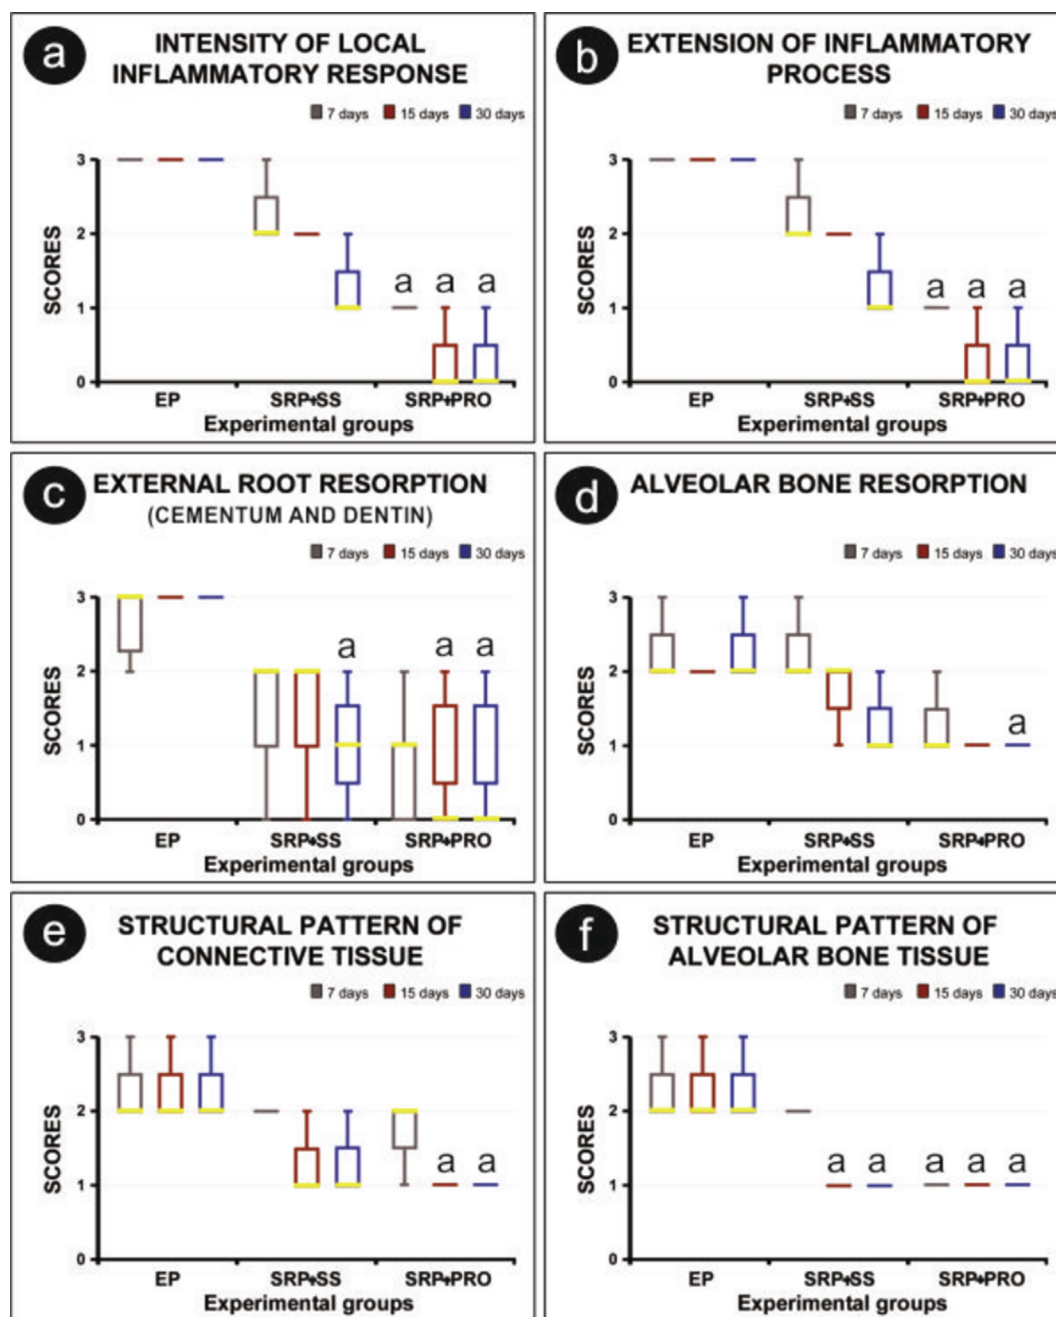 a
INTENSITY OF LOCAL
INFLAMMATORY RESPONSE
7 days 15 days 30 days
3
2
1
0
SCORES
a a a
EP SRP+SS SRP+PRO
Experimental groups
b
EXTENSION OF INFLAMMATORY
PROCESS
7 days 15 days 30 days
3
2
1
0
SCORES
a a a
EP SRP+SS SRP+PRO
Experimental groups
c
EXTERNAL ROOT RESORPTION
(CEMENTUM AND DENTIN)
7 days 15 days 30 days
3
2
1
0
SCORES
a a a
EP SRP+SS SRP+PRO
Experimental groups
d
ALVEOLAR BONE RESORPTION
7 days 15 days 30 days
3
2
1
0
SCORES
a
EP SRP+SS SRP+PRO
Experimental groups
e
STRUCTURAL PATTERN OF
CONNECTIVE TISSUE
7 days 15 days 30 days
3
2
1
0
SCORES
a a
EP SRP+SS SRP+PRO
Experimental groups
f
STRUCTURAL PATTERN OF
ALVEOLAR BONE TISSUE
7 days 15 days 30 days
3
2
1
0
SCORES
a a a a a
EP SRP+SS SRP+PRO
Experimental groups